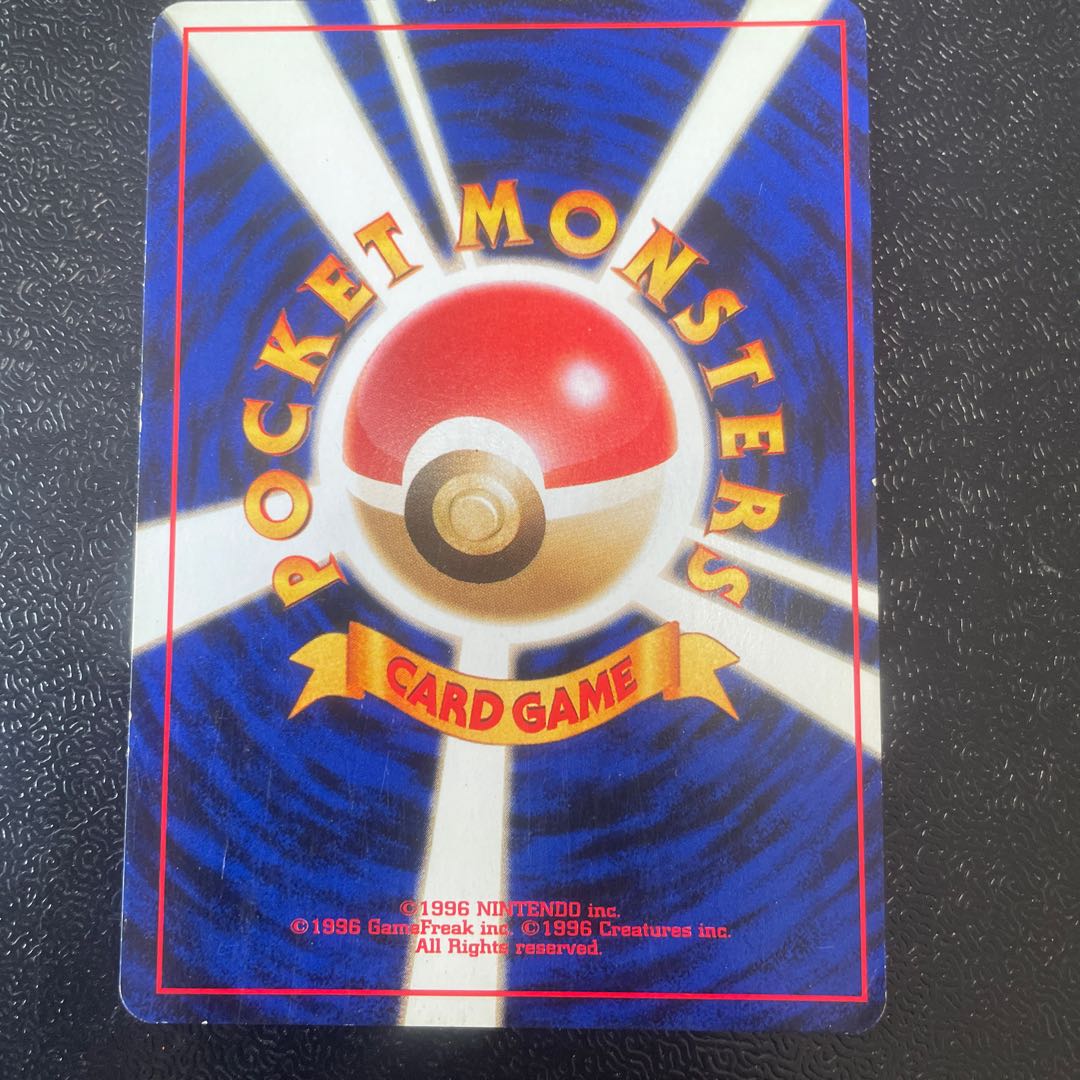 POCKET MONSTERS
CARD GAME
©1996 NINTENDO inc.
©1996 GameFreak inc. ©1996 Creatures inc.
All Rights reserved.